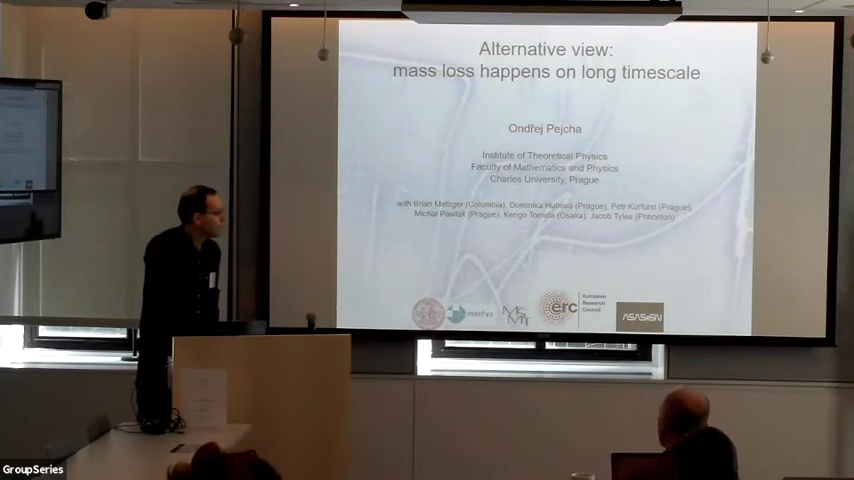 Alternative view:
mass loss happens on long timescale
Ondřej Pejcha
Institute of Theoretical Physics
Faculty of Mathematics and Physics
Charles University, Prague
with Brian Metzger (Columbia), Dominika Hubová (Prague), Petr Kurfürst (Prague),
Michal Pawlak (Prague), Kengo Tomida (Osaka), Jacob Tyles (Princeton)
matfyz
erc
European
Research
Council
ASASSN
GroupSeries